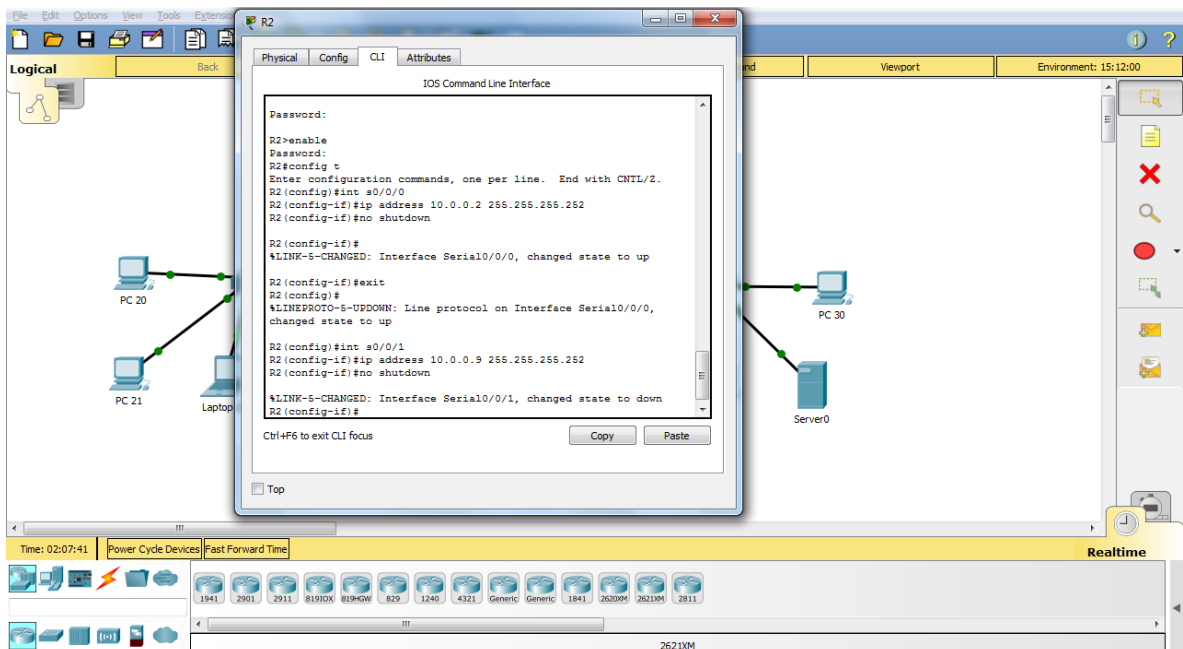 File Edit Options View Tools Extensio
R2
Physical Config CLI Attributes
1 ?
Logical
Back
nd
Viewport
Environment: 15:12:00
IOS Command Line Interface
Password:
R2>enable
Password:
R2#config t
Enter configuration commands, one per line. End with CNTL/Z.
R2(config)#int s0/0/0
R2(config-if)#ip address 10.0.0.2 255.255.255.252
R2(config-if)#no shutdown
R2(config-if)#
%LINK-5-CHANGED: Interface Serial0/0/0, changed state to up
R2(config-if)#exit
R2(config)#
%LINEPROTO-5-UPDOWN: Line protocol on Interface Serial0/0/0,
changed state to up
R2(config)#int s0/0/1
R2(config-if)#ip address 10.0.0.9 255.255.255.252
R2(config-if)#no shutdown
%LINK-5-CHANGED: Interface Serial0/0/1, changed state to down
R2(config-if)#
Ctrl+F6 to exit CLI focus
Copy
Paste
Top
PC 20
PC 21
Laptop
PC 30
Server0
Time: 02:07:41
Power Cycle Devices
Fast Forward Time
Realtime
1941 2901 2911 819IOX 819HGW 829 1240 4321 Generic Generic 1841 2620XM 2621XM 2811
2621XM